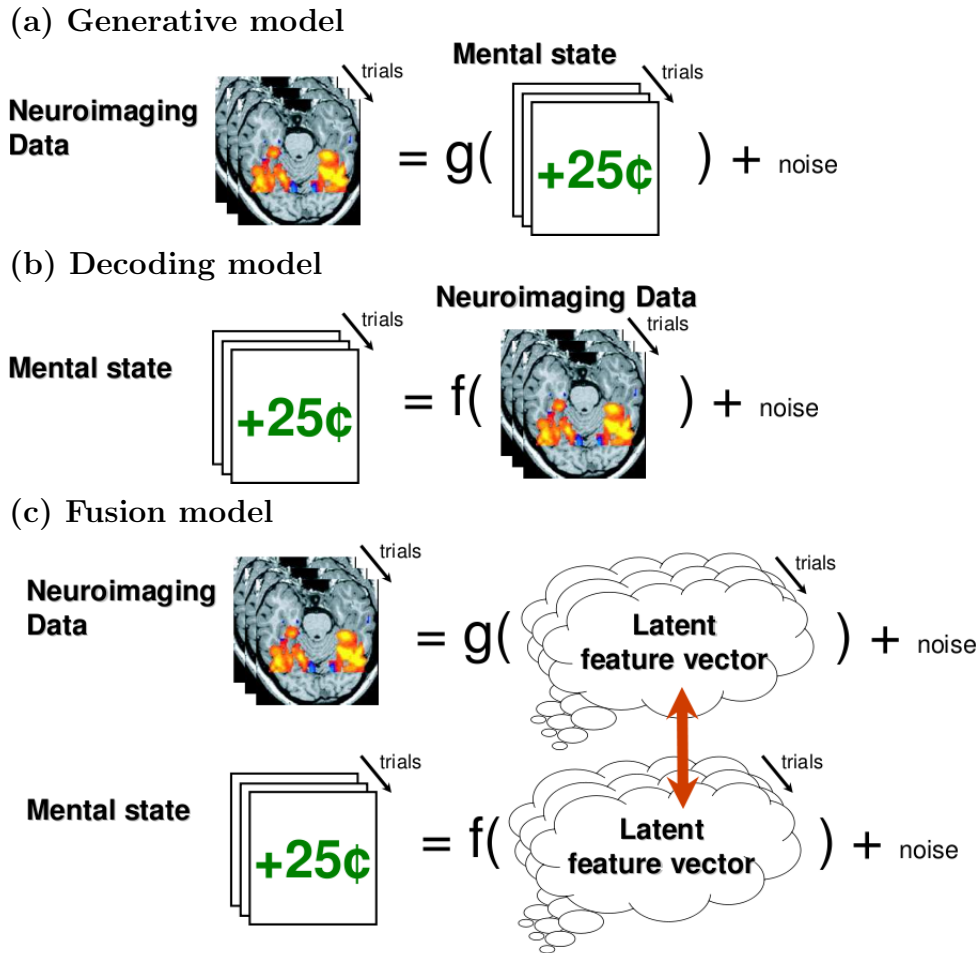 (a) Generative model
Mental state
trials
trials
Neuroimaging
Data
= g( +25¢ ) + noise
(b) Decoding model
Neuroimaging Data
trials
trials
Mental state
+25¢ = f( ) + noise
(c) Fusion model
trials
trials
Neuroimaging
Data
= g( Latent
feature vector ) + noise
trials
trials
Mental state
+25¢ = f( Latent
feature vector ) + noise